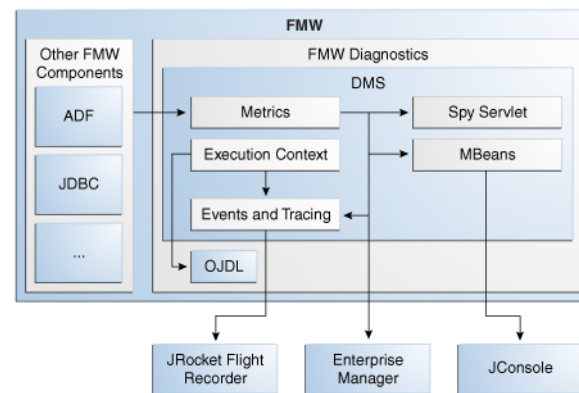 FMW
Other FMW
Components
ADF
JDBC
...
FMW Diagnostics
DMS
Metrics
Spy Servlet
Execution Context
MBeans
Events and Tracing
OJDL
JRocket Flight
Recorder
Enterprise
Manager
JConsole